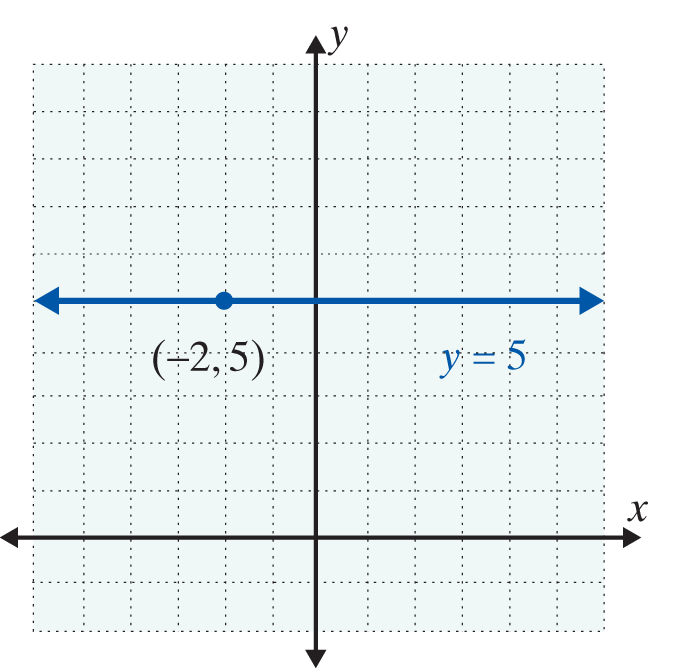 y
(−2, 5)
y = 5
x